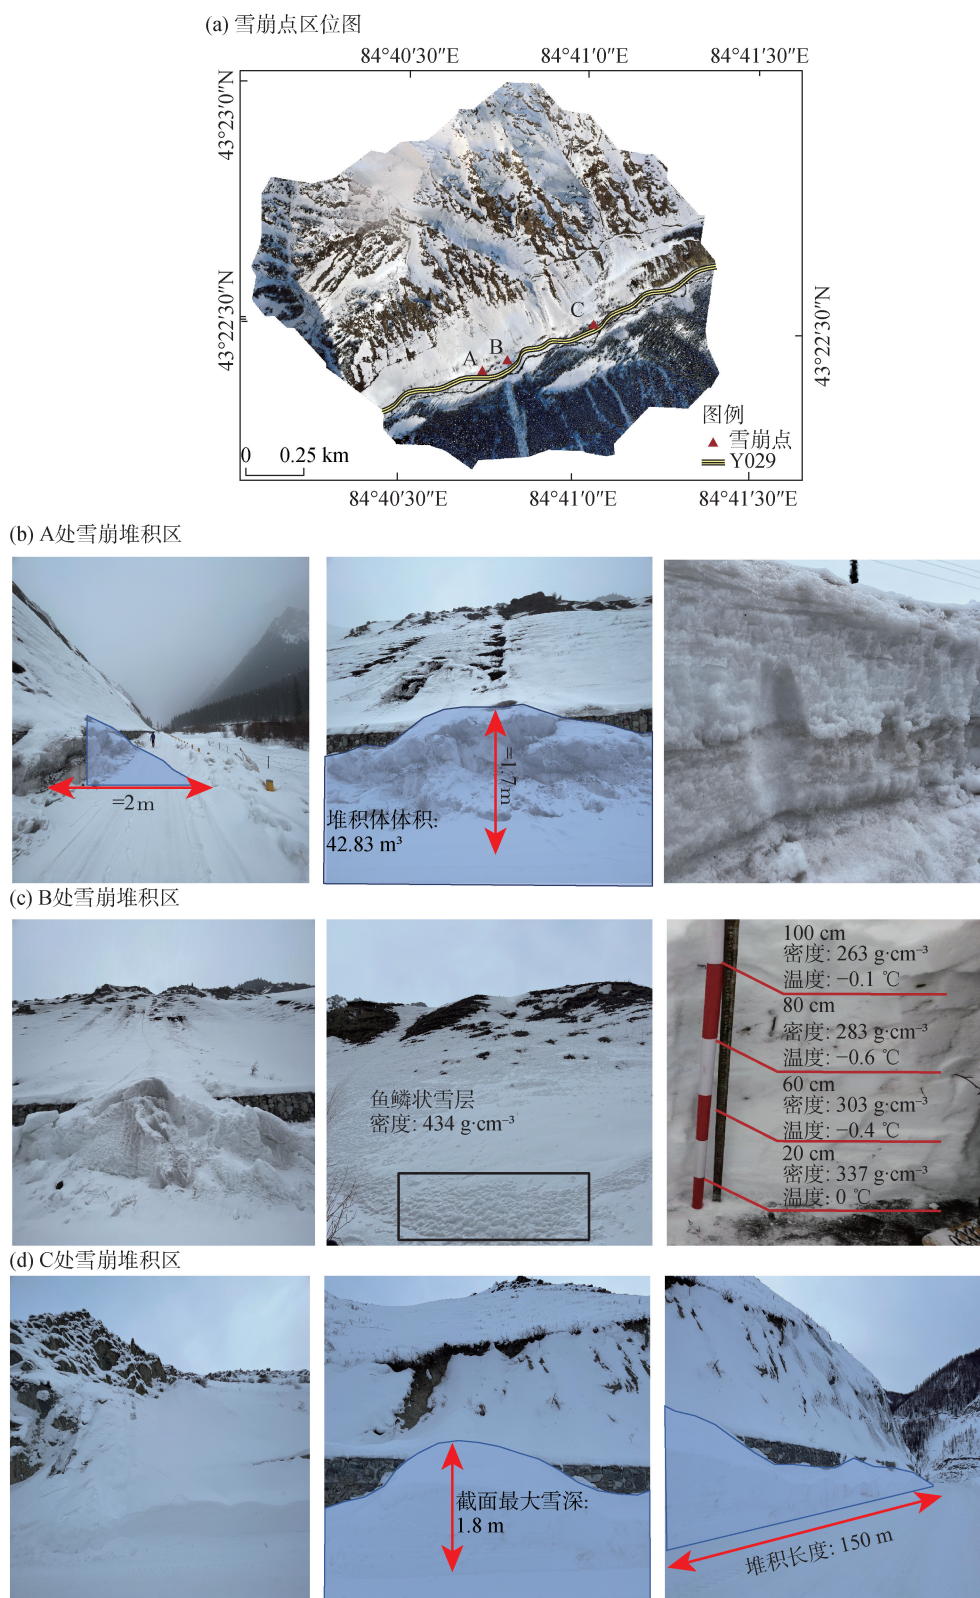 (a) 雪崩点区位图
84°40′30″E
84°41′0″E
84°41′30″E
43°23′0″N
43°22′30″N
43°22′30″N
A
B
C
图例
雪崩点
Y029
0 0.25 km
84°40′30″E
84°41′0″E
84°41′30″E
(b) A处雪崩堆积区
=2 m
=1.7m
堆积体体积:
42.83 m³
(c) B处雪崩堆积区
鱼鳞状雪层
密度: 434 g·cm⁻³
100 cm
密度: 263 g·cm⁻³
温度: −0.1 ℃
80 cm
密度: 283 g·cm⁻³
温度: −0.6 ℃
60 cm
密度: 303 g·cm⁻³
温度: −0.4 ℃
20 cm
密度: 337 g·cm⁻³
温度: 0 ℃
(d) C处雪崩堆积区
截面最大雪深:
1.8 m
堆积长度: 150 m